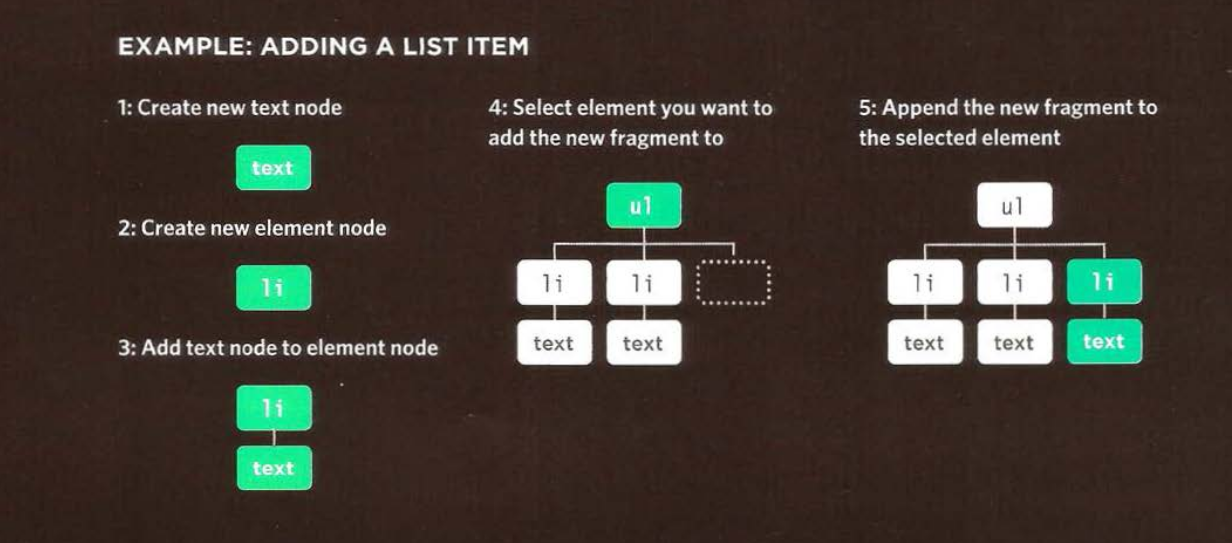 EXAMPLE: ADDING A LIST ITEM
1: Create new text node
text
2: Create new element node
li
3: Add text node to element node
li
text
4: Select element you want to
add the new fragment to
ul
li li
text text
5: Append the new fragment to
the selected element
ul
li li li
text text text